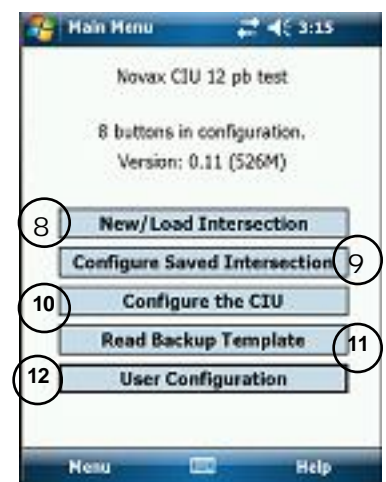 Main Menu 3:15
Novax CIU 12 pb test
8 buttons in configuration.
Version: 0.11 (526M)
8 New/Load Intersection
Configure Saved Intersection 9
10 Configure the CIU
Read Backup Template 11
12 User Configuration
Menu Help